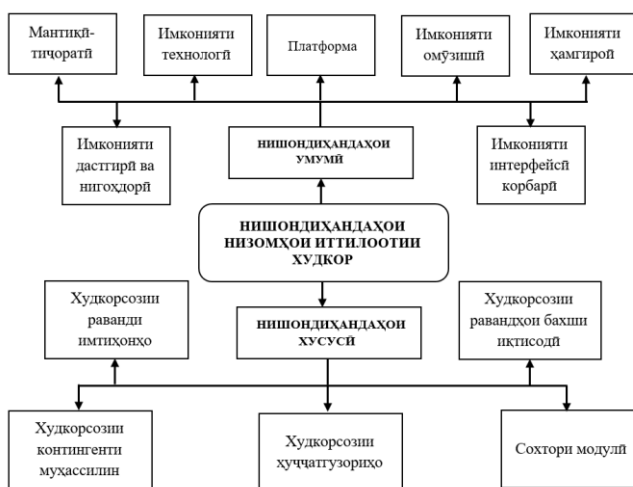 Мантиқӣ-
тиҷоратӣ
Имконияти
технологӣ
Платформа
Имконияти
омӯзишӣ
Имконияти
ҳамгироӣ
Имконияти
дастгирӣ ва
нигоҳдорӣ
НИШОНДИҲАНДАҲОИ
УМУМӢ
Имконияти
интерфейсӣ
корбарӣ
НИШОНДИҲАНДАҲОИ
НИЗОМҲОИ ИТТИЛООТИИ
ХУДКОР
Худкорсозии
раванди
имтиҳонҳо
НИШОНДИҲАНДАҲОИ
ХУСУСӢ
Худкорсозии
равандҳои бахши
иқтисодӣ
Худкорсозии
контингенти
муҳассилин
Худкорсозии
ҳуҷҷатгузориҳо
Сохтори модулӣ